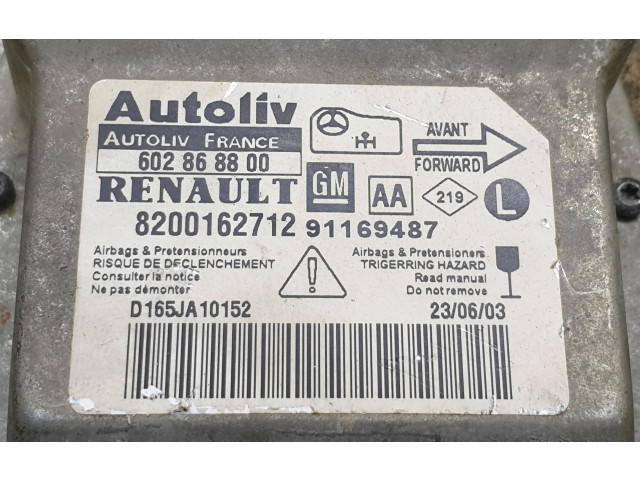 Autoliv
AUTOLIV FRANCE
602 86 88 00
AVANT
FORWARD
RENAULT GM AA 219 L
8200162712 91169487
Airbags & Pretensionneurs
RISQUE DE DECLENCHEMENT
Consulter la notice
Ne pas démonter
Airbags & Pretensioners
TRIGERRING HAZARD
Read manual
Do not remove
D165JA10152 23/06/03